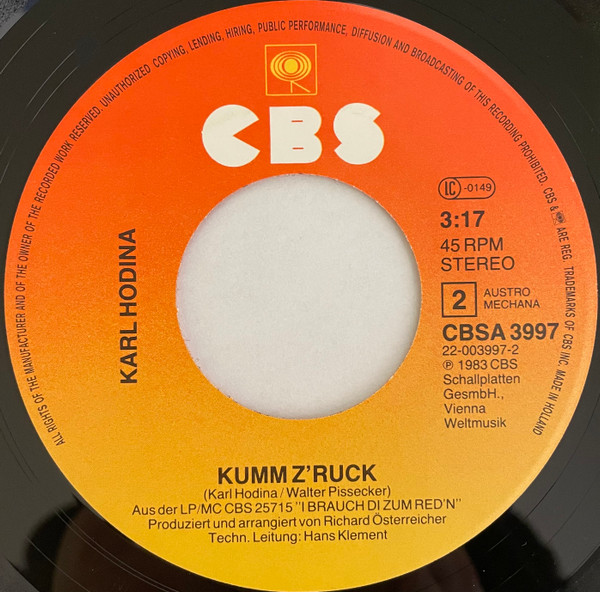 ALL RIGHTS OF THE MANUFACTURER AND OF THE OWNER OF THE RECORDED WORK RESERVED. UNAUTHORIZED COPYING, LENDING, HIRING, PUBLIC PERFORMANCE, DIFFUSION AND BROADCASTING OF THIS RECORDING PROHIBITED. CBS & ARE REG. TRADEMARKS OF CBS INC. MADE IN HOLLAND
CBS
KARL HODINA
LC -0149
3:17
45 RPM
STEREO
2 AUSTRO
MECHANA
CBSA 3997
22-003997-2
℗ 1983 CBS
Schallplatten
GesmbH.,
Vienna
Weltmusik
KUMM Z'RUCK
(Karl Hodina / Walter Pissecker)
Aus der LP/MC CBS 25715 "I BRAUCH DI ZUM RED'N"
Produziert und arrangiert von Richard Österreicher
Techn. Leitung: Hans Klement